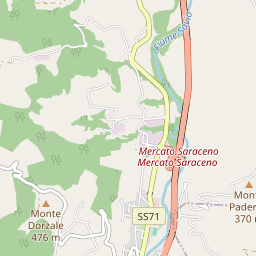 Fiume Savio
Mercato Saraceno
Mercato Saraceno
SS71
Monte
Dorzale
476 m
Monte
Pader
370 m